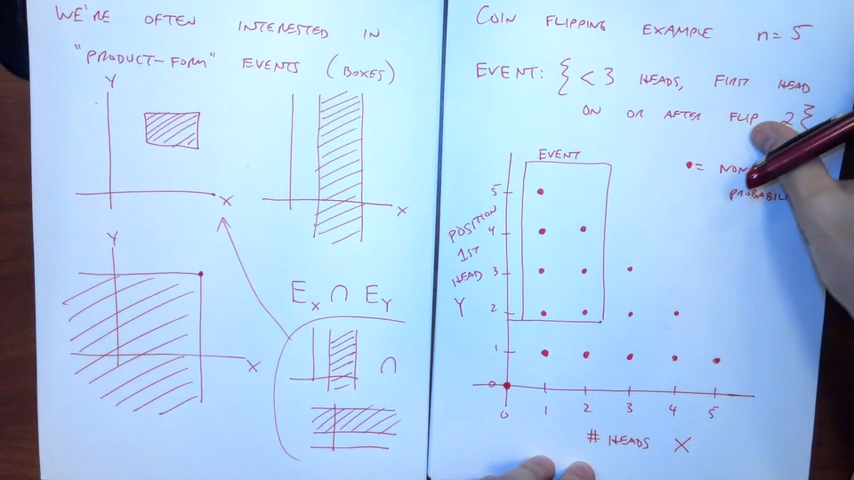 WE'RE OFTEN INTERESTED IN
"PRODUCT-FORM" EVENTS (BOXES)
Y
X
X
Y
X
E_X ∩ E_Y
∩
COIN FLIPPING EXAMPLE n=5
EVENT: { < 3 HEADS, FIRST HEAD
ON OR AFTER FLIP 2}
EVENT
• = NON
5
4
3
2
1
0
POSITION
1ST
HEAD
Y
0 1 2 3 4 5
# HEADS X